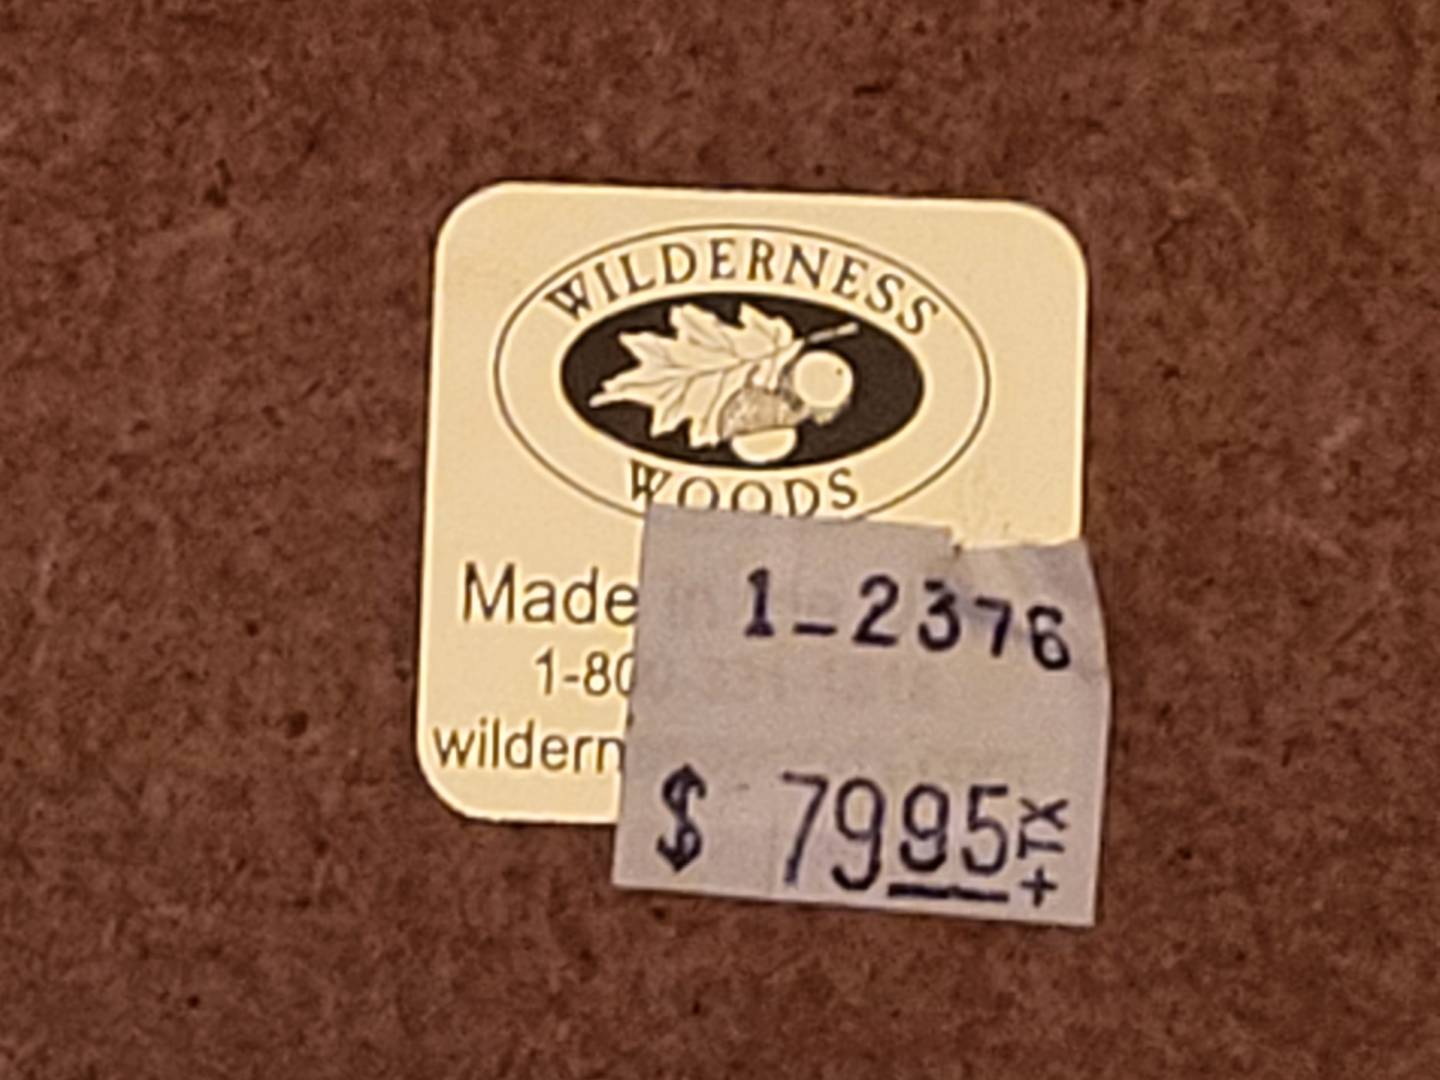 WILDERNESS
WOODS
Made
1-80
wildern
1-2376
$ 7995 +TX